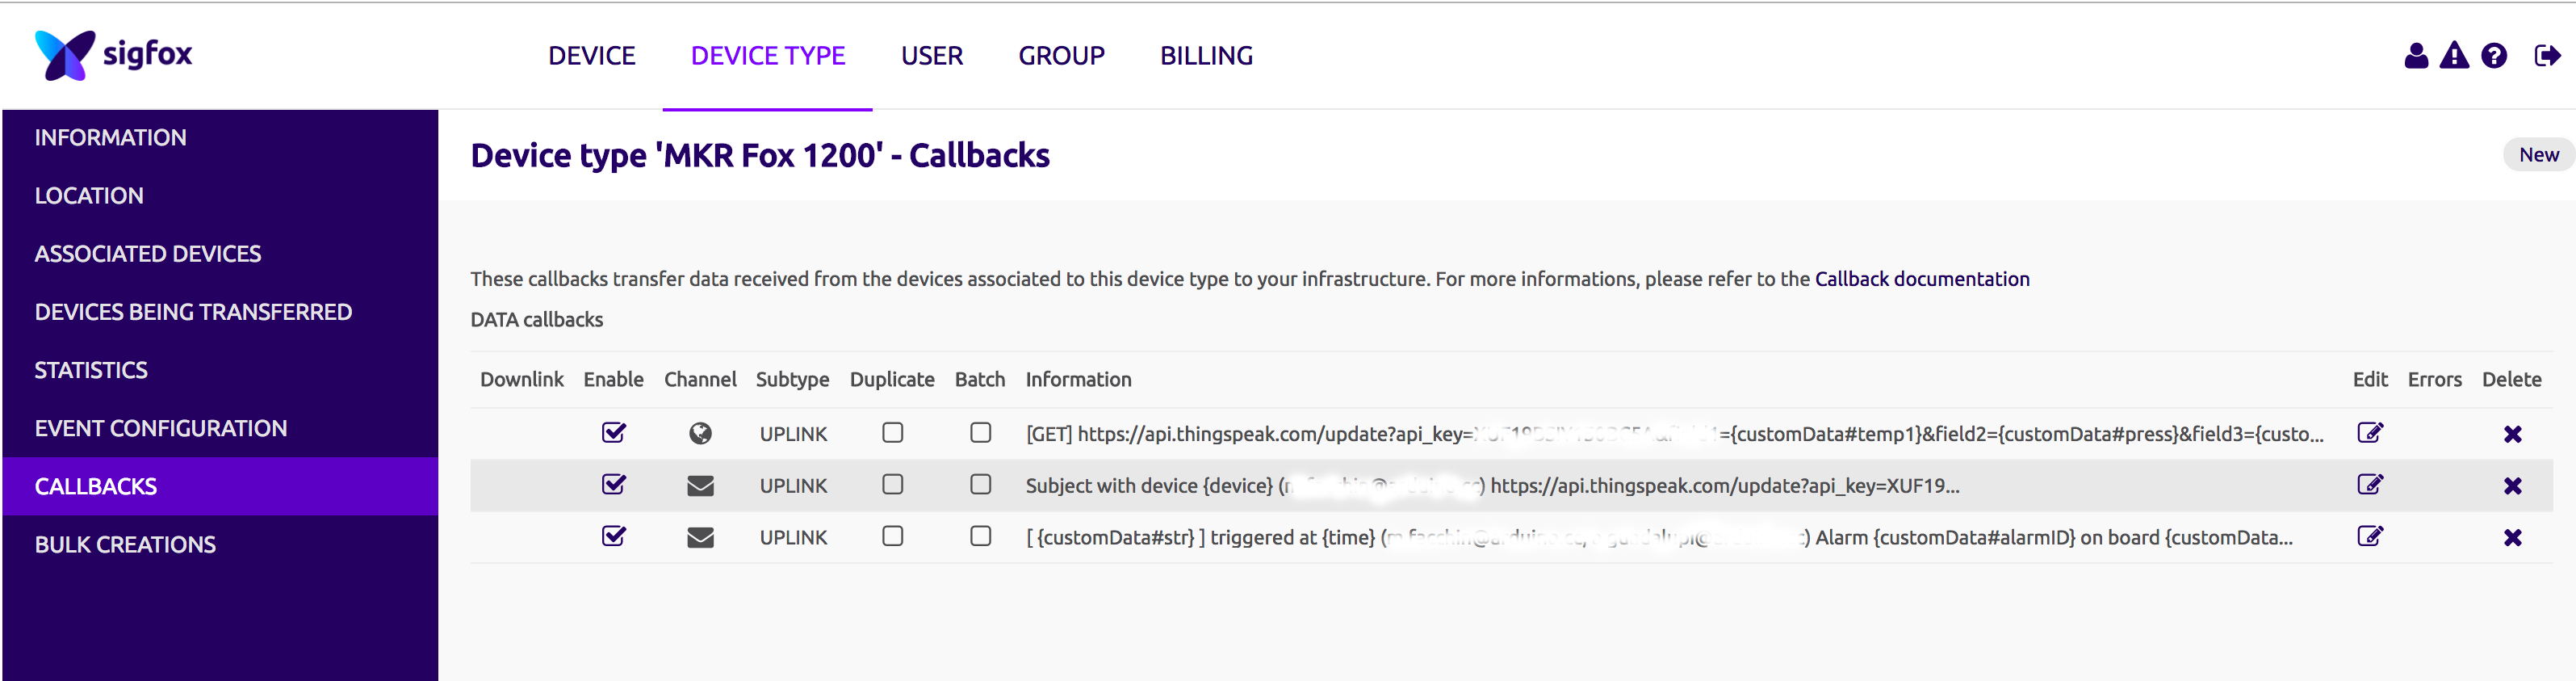 sigfox
DEVICE DEVICE TYPE USER GROUP BILLING
INFORMATION
LOCATION
ASSOCIATED DEVICES
DEVICES BEING TRANSFERRED
STATISTICS
EVENT CONFIGURATION
CALLBACKS
BULK CREATIONS
Device type 'MKR Fox 1200' - Callbacks
New
These callbacks transfer data received from the devices associated to this device type to your infrastructure. For more informations, please refer to the Callback documentation
DATA callbacks
Downlink Enable Channel Subtype Duplicate Batch Information Edit Errors Delete
UPLINK [GET] https://api.thingspeak.com/update?api_key= ={customData#temp1}&field2={customData#press}&field3={custo...
UPLINK Subject with device {device} ( ) https://api.thingspeak.com/update?api_key=XUF19...
UPLINK [ {customData#str} ] triggered at {time} ( ) Alarm {customData#alarmID} on board {customData...